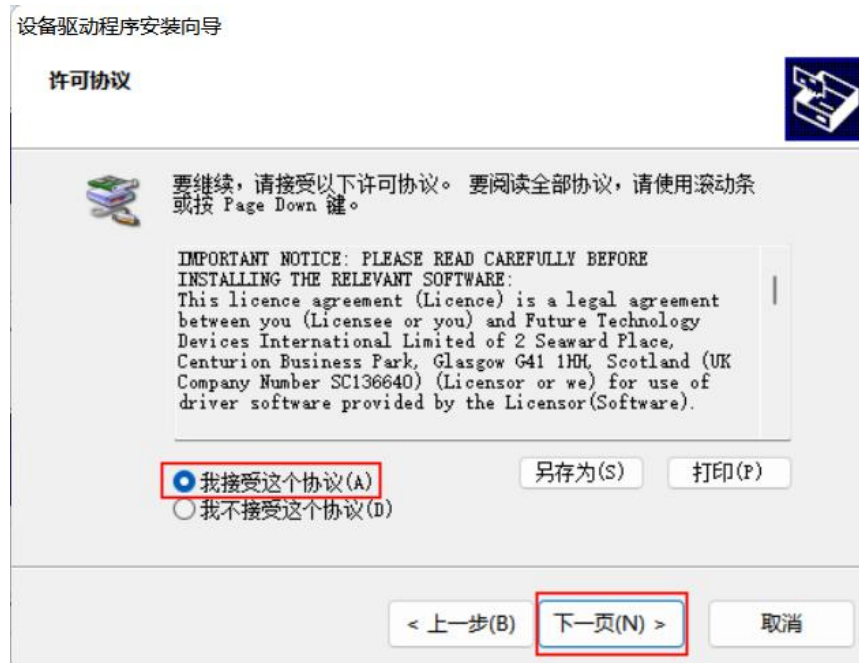 设备驱动程序安装向导
许可协议
要继续，请接受以下许可协议。 要阅读全部协议，请使用滚动条
或按 Page Down 键。
IMPORTANT NOTICE: PLEASE READ CAREFULLY BEFORE
INSTALLING THE RELEVANT SOFTWARE:
This licence agreement (Licence) is a legal agreement
between you (Licensee or you) and Future Technology
Devices International Limited of 2 Seaward Place,
Centurion Business Park, Glasgow G41 1HH, Scotland (UK
Company Number SC136640) (Licensor or we) for use of
driver software provided by the Licensor(Software).
我接受这个协议(A)
另存为(S)
打印(P)
我不接受这个协议(D)
< 上一步(B)
下一页(N) >
取消